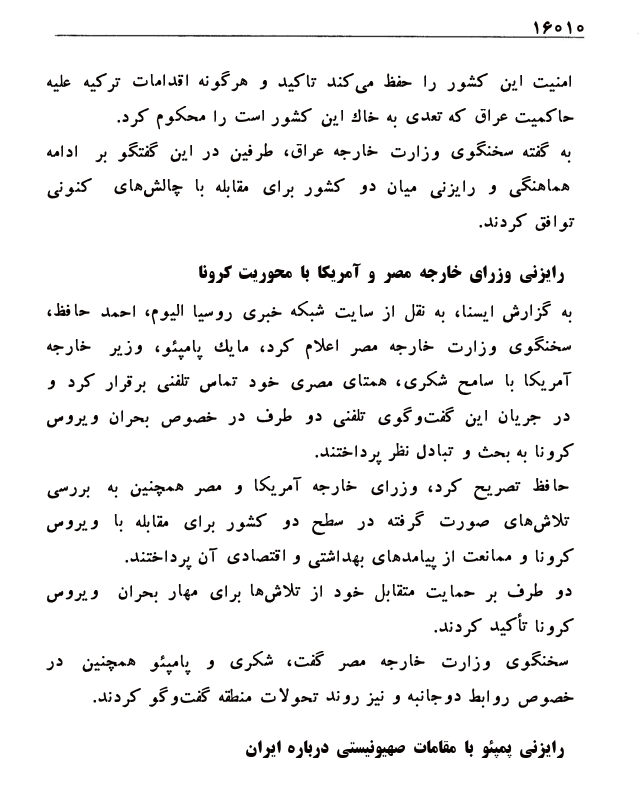 ۱۶۰۱۰
امنیت این کشور را حفظ می‌کند تاکید و هرگونه اقدامات ترکیه علیه
حاکمیت عراق که تعدی به خاك این کشور است را محکوم کرد.
به گفته سخنگوی وزارت خارجه عراق، طرفین در این گفتگو بر ادامه
هماهنگی و رایزنی میان دو کشور برای مقابله با چالش‌های کنونی
توافق کردند.
رایزنی وزرای خارجه مصر و آمریکا با محوریت کرونا
به گزارش ایسنا، به نقل از سایت شبکه خبری روسیا الیوم، احمد حافظ،
سخنگوی وزارت خارجه مصر اعلام کرد، مایك پامپئو، وزیر خارجه
آمریکا با سامح شکری، همتای مصری خود تماس تلفنی برقرار کرد و
در جریان این گفت‌وگوی تلفنی دو طرف در خصوص بحران ویروس
کرونا به بحث و تبادل نظر پرداختند.
حافظ تصریح کرد، وزرای خارجه آمریکا و مصر همچنین به بررسی
تلاش‌های صورت گرفته در سطح دو کشور برای مقابله با ویروس
کرونا و ممانعت از پیامدهای بهداشتی و اقتصادی آن پرداختند.
دو طرف بر حمایت متقابل خود از تلاش‌ها برای مهار بحران ویروس
کرونا تأکید کردند.
سخنگوی وزارت خارجه مصر گفت، شکری و پامپئو همچنین در
خصوص روابط دوجانبه و نیز روند تحولات منطقه گفت‌وگو کردند.
رایزنی پمپئو با مقامات صهیونیستی درباره ایران